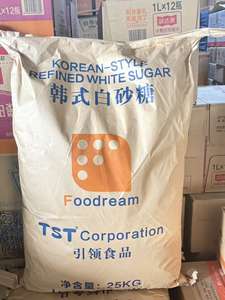 1L×12瓶
KOREAN-STYLE
REFINED WHITE SUGAR
韩式白砂糖
Foodream
TST Corporation
引领食品
净含量: 25KG